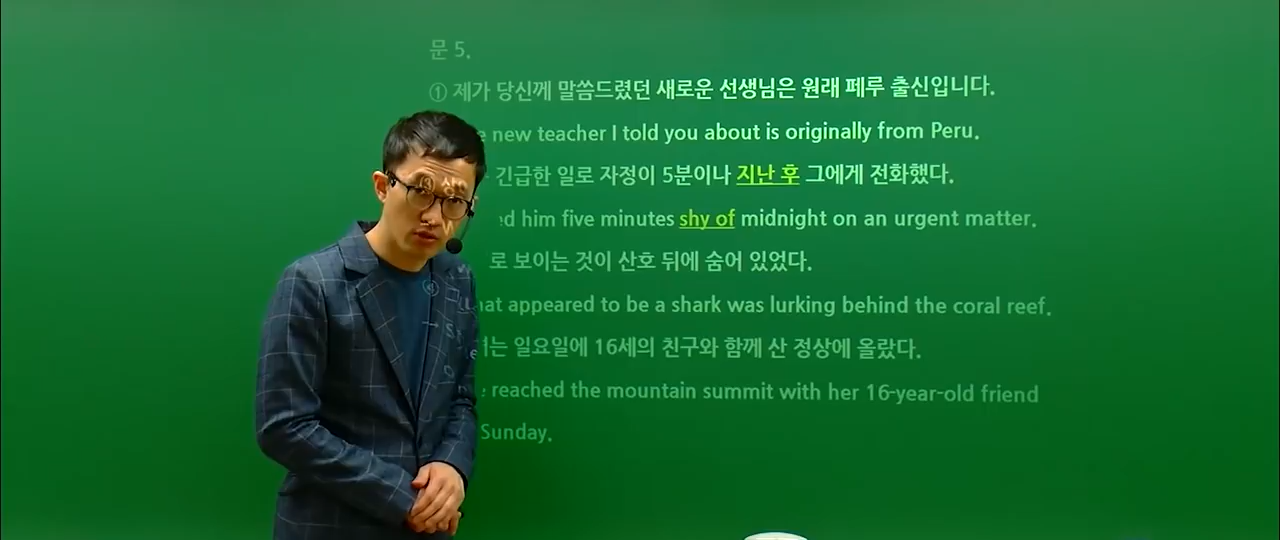 문 5.
① 제가 당신께 말씀드렸던 새로운 선생님은 원래 페루 출신입니다.
new teacher I told you about is originally from Peru.
긴급한 일로 자정이 5분이나 지난 후 그에게 전화했다.
him five minutes shy of midnight on an urgent matter.
로 보이는 것이 산호 뒤에 숨어 있었다.
appeared to be a shark was lurking behind the coral reef.
일요일에 16세의 친구와 함께 산 정상에 올랐다.
reached the mountain summit with her 16-year-old friend
Sunday.